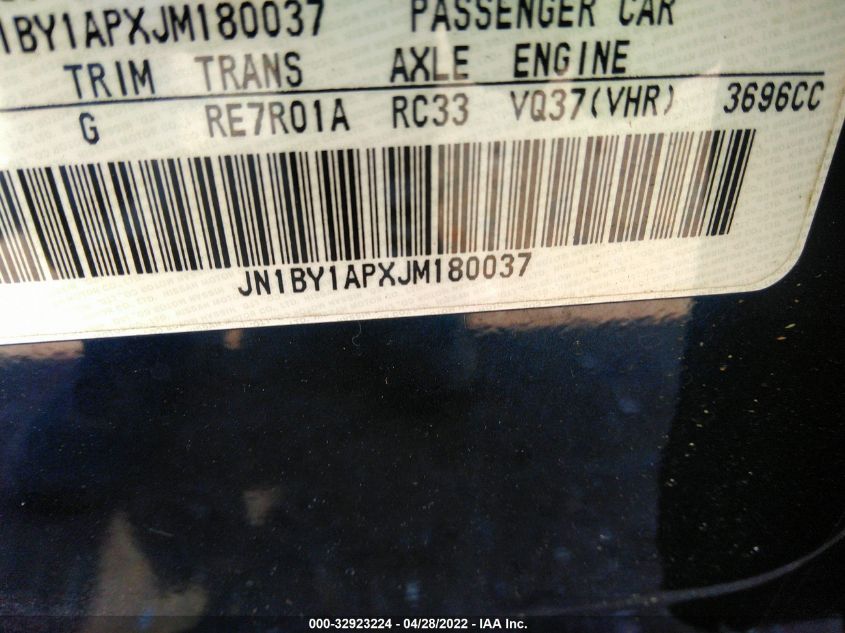 1BY1APXJM180037 PASSENGER CAR
TRIM TRANS AXLE ENGINE
G RE7R01A RC33 VQ37(VHR) 3696CC
JN1BY1APXJM180037
000-32923224 - 04/28/2022 - IAA Inc.